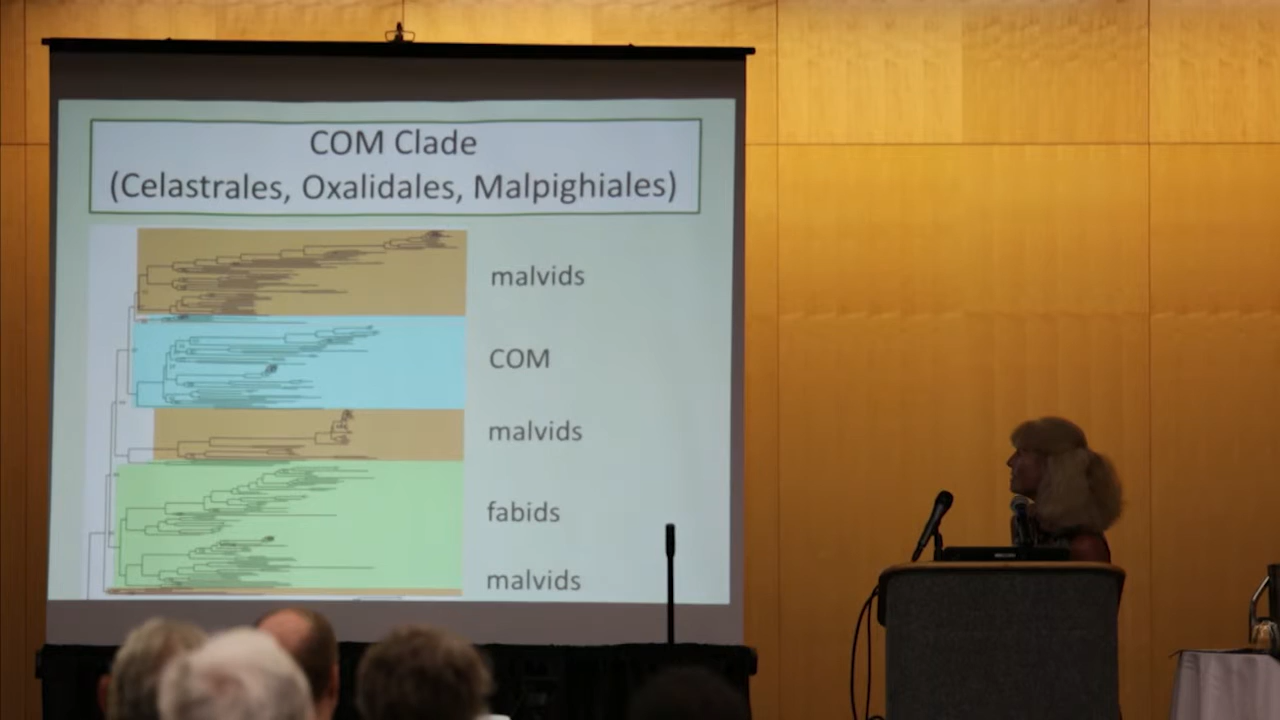 COM Clade
(Celastrales, Oxalidales, Malpighiales)
malvids
COM
malvids
fabids
malvids